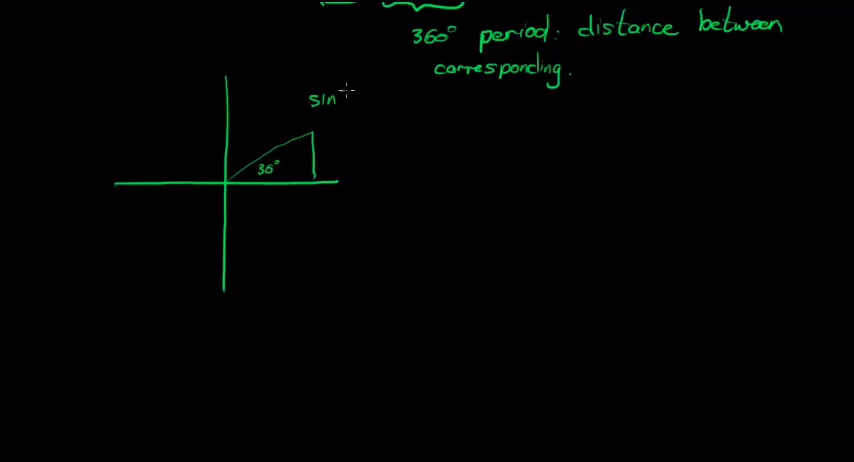 360° period: distance between
corresponding.
sin
30°